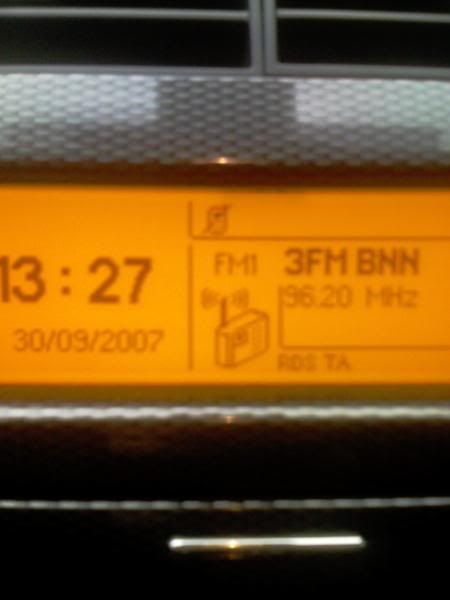 13:27
30/09/2007
FM1 3FM BNN
96.20 MHz
RDS TA